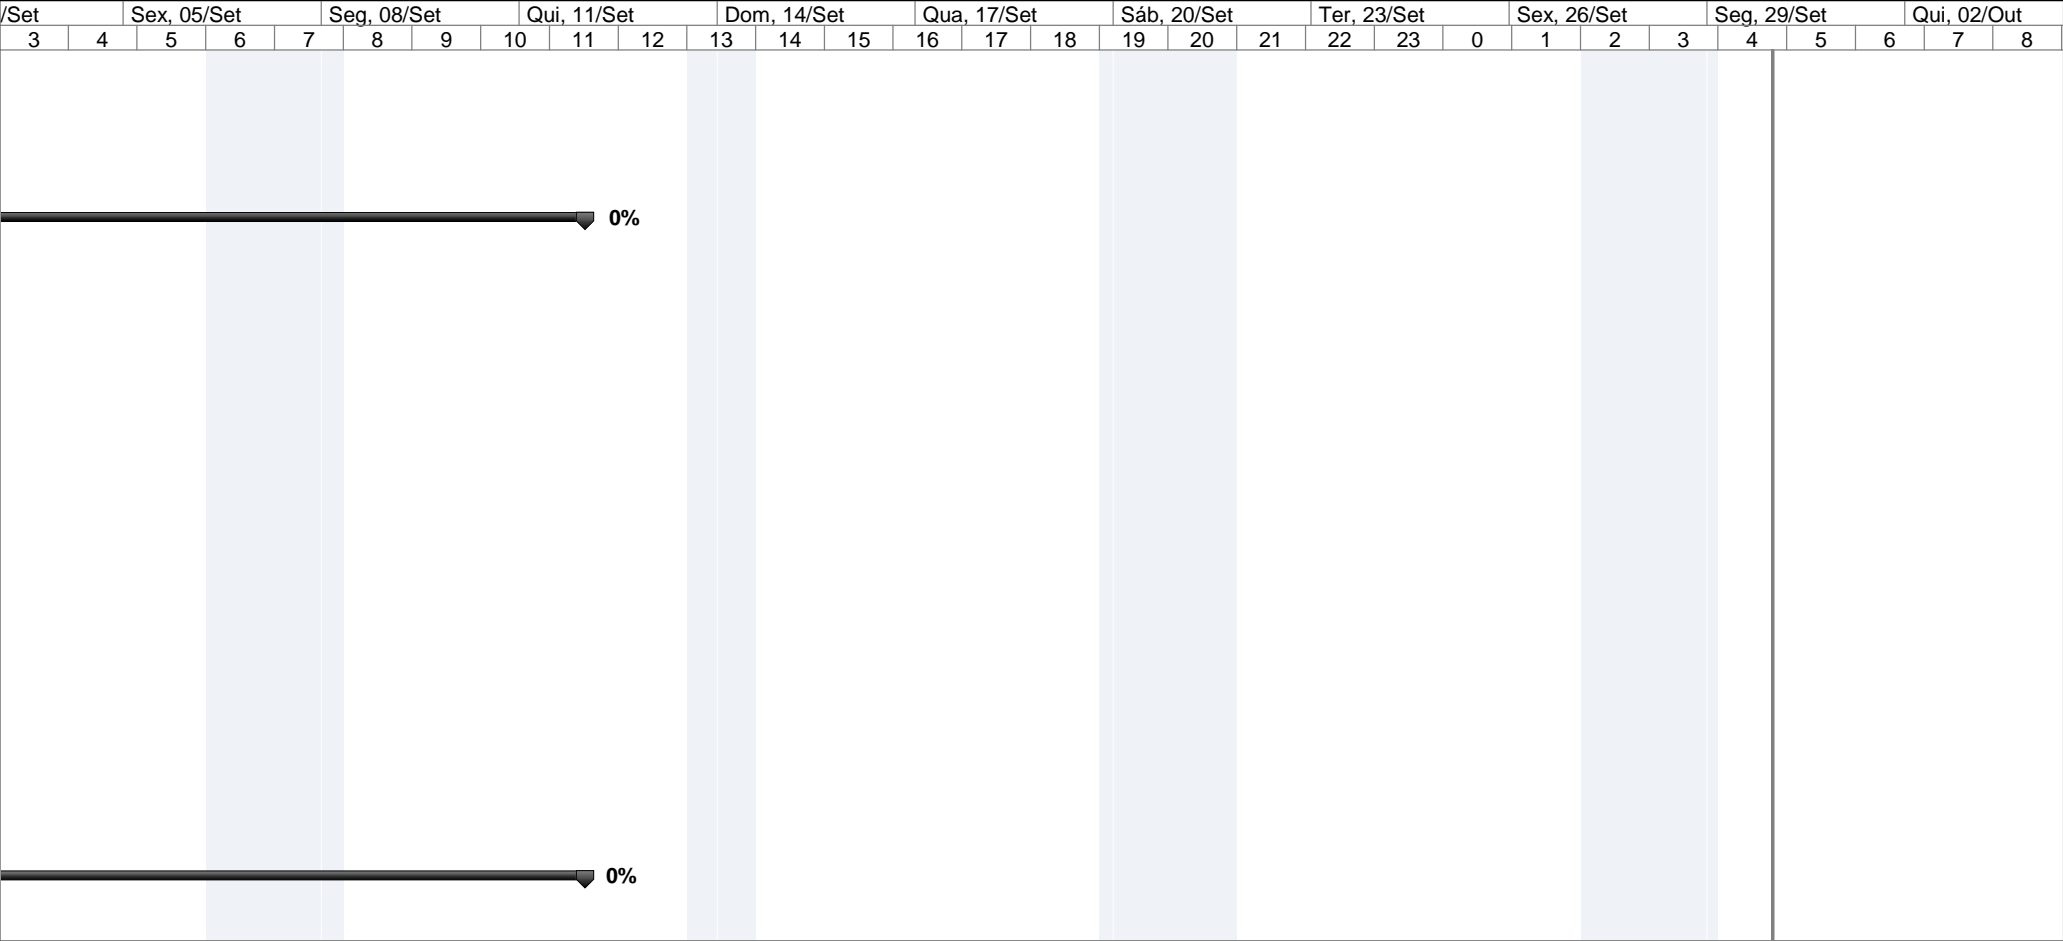 /Set Sex, 05/Set Seg, 08/Set Qui, 11/Set Dom, 14/Set Qua, 17/Set Sáb, 20/Set Ter, 23/Set Sex, 26/Set Seg, 29/Set Qui, 02/Out
3 4 5 6 7 8 9 10 11 12 13 14 15 16 17 18 19 20 21 22 23 0 1 2 3 4 5 6 7 8
0%
0%